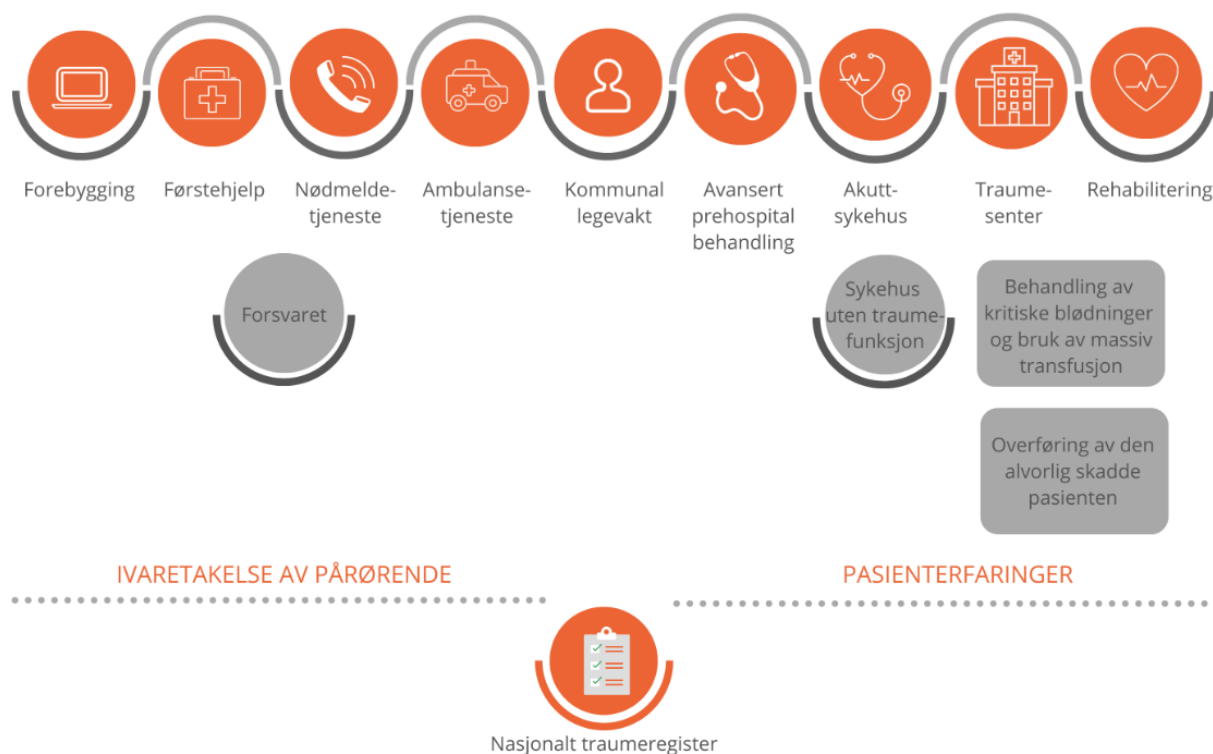 Forebygging
Førstehjelp
Nødmelde-
tjeneste
Ambulanse-
tjeneste
Kommunal
legevakt
Avansert
prehospital
behandling
Akutt-
sykehus
Traume-
senter
Rehabilitering
Forsvaret
Sykehus
uten traume-
funksjon
Behandling av
kritiske blødninger
og bruk av massiv
transfusjon
Overføring av den
alvorlig skadde
pasienten
IVARETAKELSE AV PÅRØRENDE
PASIENTERFARINGER
Nasjonalt traumeregister